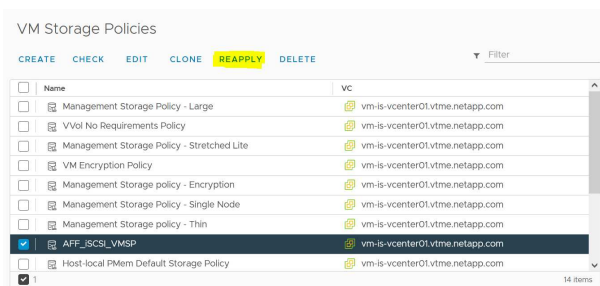 VM Storage Policies
CREATE CHECK EDIT CLONE REAPPLY DELETE Filter
Name VC
Management Storage Policy - Large vm-is-vcenter01.vtme.netapp.com
VVol No Requirements Policy vm-is-vcenter01.vtme.netapp.com
Management Storage Policy - Stretched Lite vm-is-vcenter01.vtme.netapp.com
VM Encryption Policy vm-is-vcenter01.vtme.netapp.com
Management Storage policy - Encryption vm-is-vcenter01.vtme.netapp.com
Management Storage Policy - Single Node vm-is-vcenter01.vtme.netapp.com
Management Storage policy - Thin vm-is-vcenter01.vtme.netapp.com
AFF_iSCSI_VMSP vm-is-vcenter01.vtme.netapp.com
Host-local PMem Default Storage Policy vm-is-vcenter01.vtme.netapp.com
1 14 items